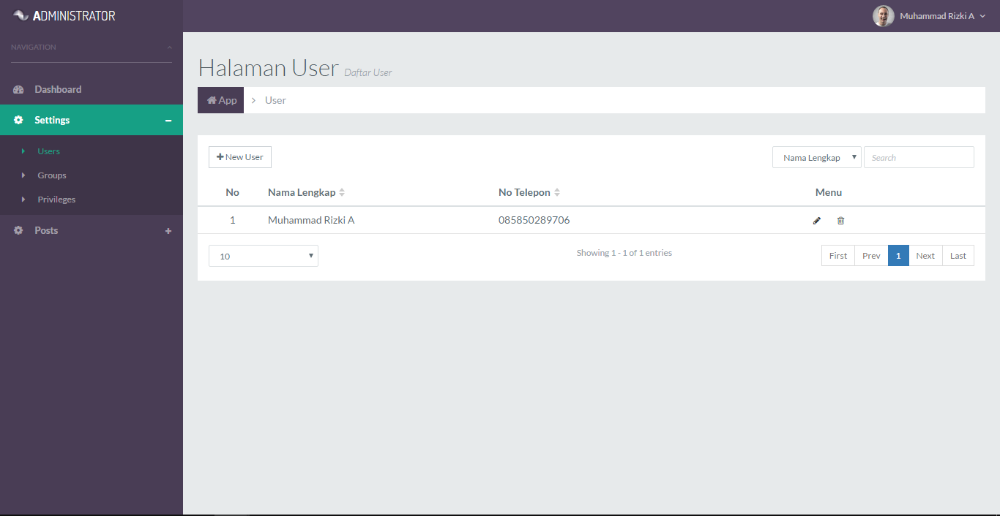 ADMINISTRATOR
Muhammad Rizki A
NAVIGATION
Dashboard
Settings
Users
Groups
Privileges
Posts
Halaman User Daftar User
App > User
New User
Nama Lengkap Search
No Nama Lengkap No Telepon Menu
1 Muhammad Rizki A 085850289706
10 Showing 1 - 1 of 1 entries First Prev 1 Next Last